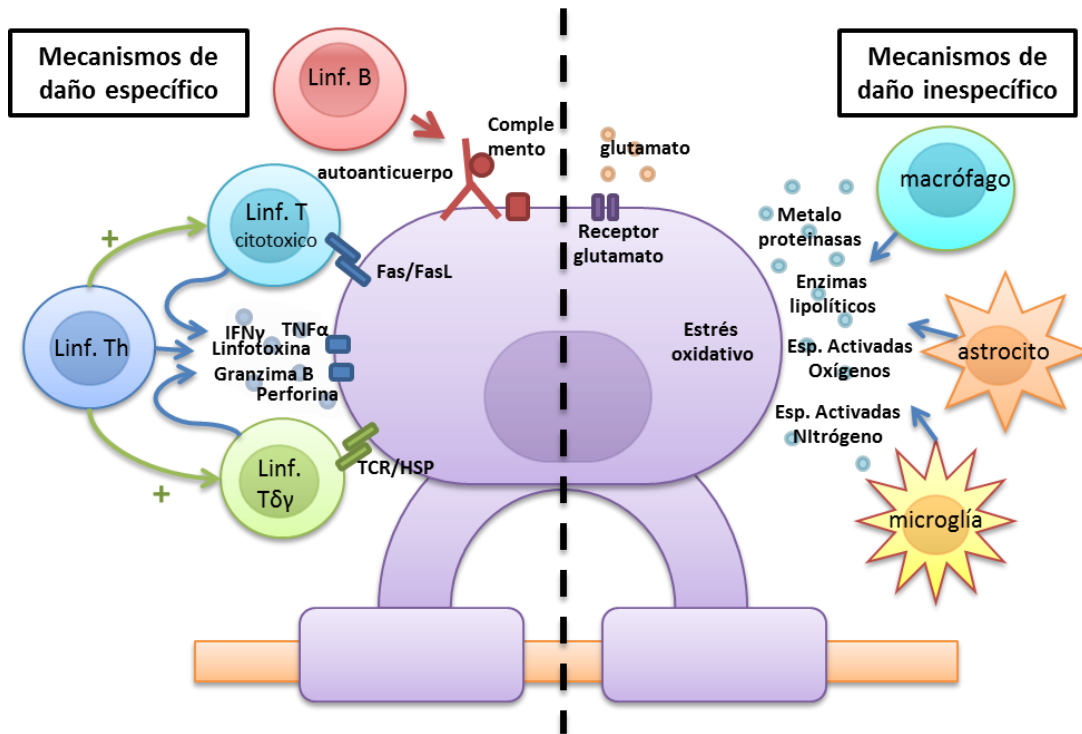 Mecanismos de
daño específico
Linf. B
Comple
mento
autoanticuerpo
Linf. T
citotoxico
+
Fas/FasL
Linf. Th
IFNγ
TNFα
Linfotoxina
Granzima B
Perforina
TCR/HSP
Linf.
Tδγ
+
Mecanismos de
daño inespecífico
glutamato
Receptor
glutamato
macrófago
Metalo
proteinasas
Enzimas
lipolíticos
Estrés
oxidativo
Esp. Activadas
Oxígenos
astrocito
Esp. Activadas
NItrógeno
microglía